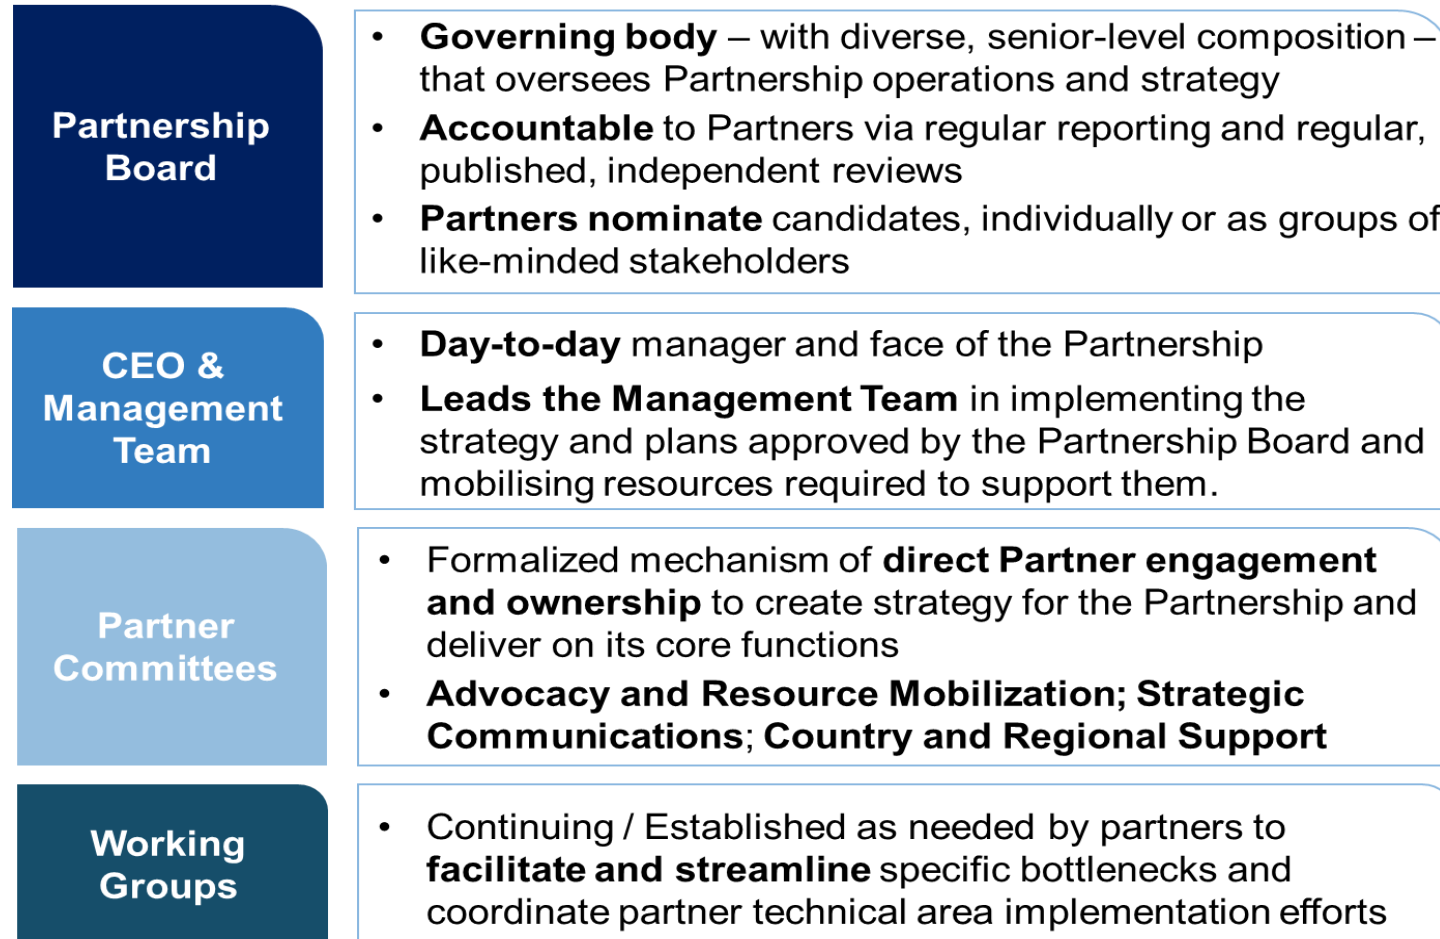 Partnership
Board
• Governing body – with diverse, senior-level composition –
that oversees Partnership operations and strategy
• Accountable to Partners via regular reporting and regular,
published, independent reviews
• Partners nominate candidates, individually or as groups of
like-minded stakeholders
CEO &
Management
Team
• Day-to-day manager and face of the Partnership
• Leads the Management Team in implementing the
strategy and plans approved by the Partnership Board and
mobilising resources required to support them.
Partner
Committees
• Formalized mechanism of direct Partner engagement
and ownership to create strategy for the Partnership and
deliver on its core functions
• Advocacy and Resource Mobilization; Strategic
Communications; Country and Regional Support
Working
Groups
• Continuing / Established as needed by partners to
facilitate and streamline specific bottlenecks and
coordinate partner technical area implementation efforts